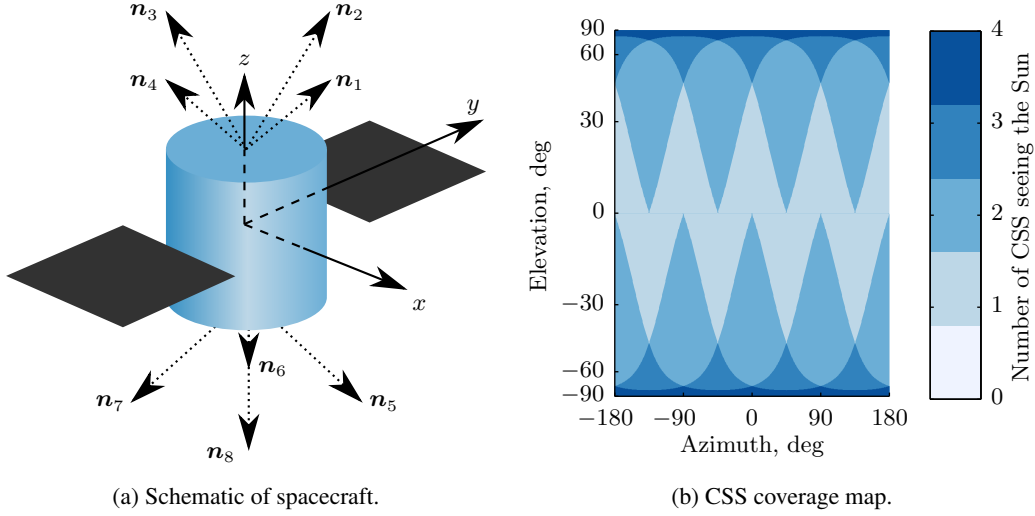 n3
n2
z
n4
n1
y
x
n6
n7
n5
n8
(a) Schematic of spacecraft.
90
60
30
0
−30
−60
−90
Elevation, deg
−180
−90
0
90
180
Azimuth, deg
4
3
2
1
0
Number of CSS seeing the Sun
(b) CSS coverage map.